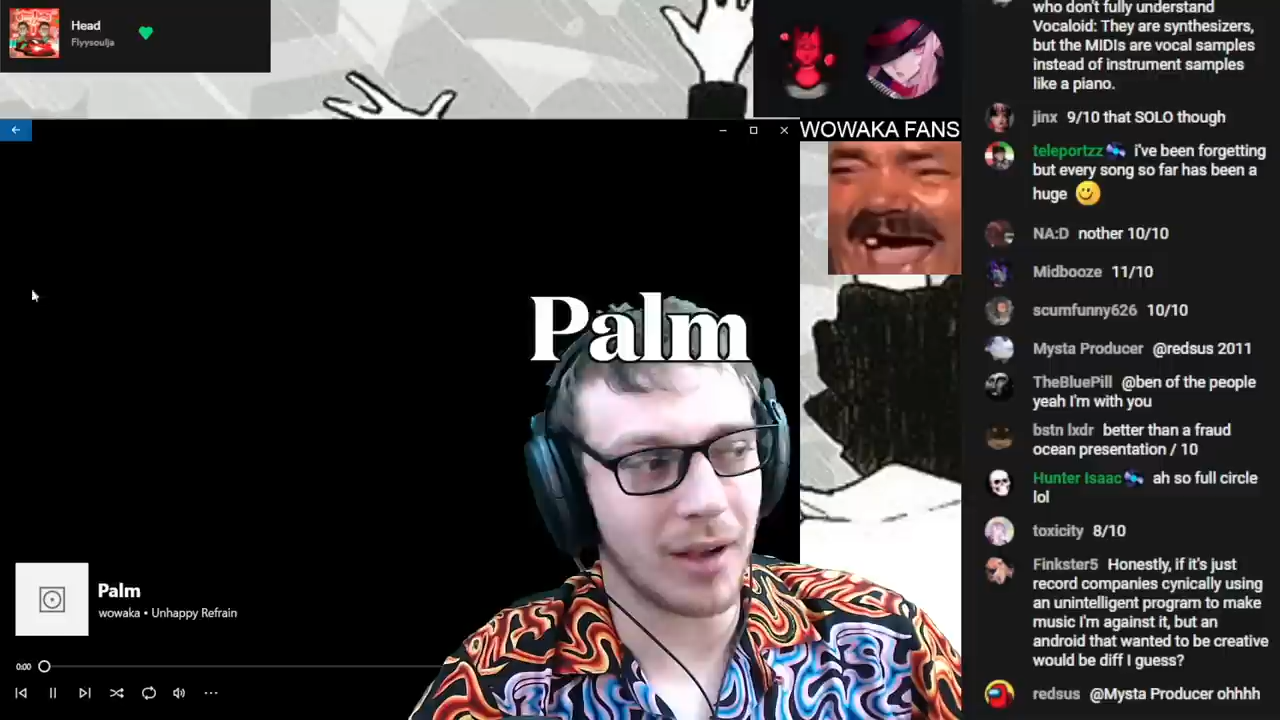 Head
Flyysoulja
WOWAKA FANS
Palm
Palm
wowaka • Unhappy Refrain
0:00
who don't fully understand
Vocaloid: They are synthesizers,
but the MIDIs are vocal samples
instead of instrument samples
like a piano.
jinx 9/10 that SOLO though
teleportzz i've been forgetting
but every song so far has been a
huge
NA:D nother 10/10
Midbooze 11/10
scumfunny626 10/10
Mysta Producer @redsus 2011
TheBluePill @ben of the people
yeah I'm with you
bstn lxdr better than a fraud
ocean presentation / 10
Hunter Isaac ah so full circle
lol
toxicity 8/10
Finkster5 Honestly, if it's just
record companies cynically using
an unintelligent program to make
music I'm against it, but an
android that wanted to be creative
would be diff I guess?
redsus @Mysta Producer ohhhh